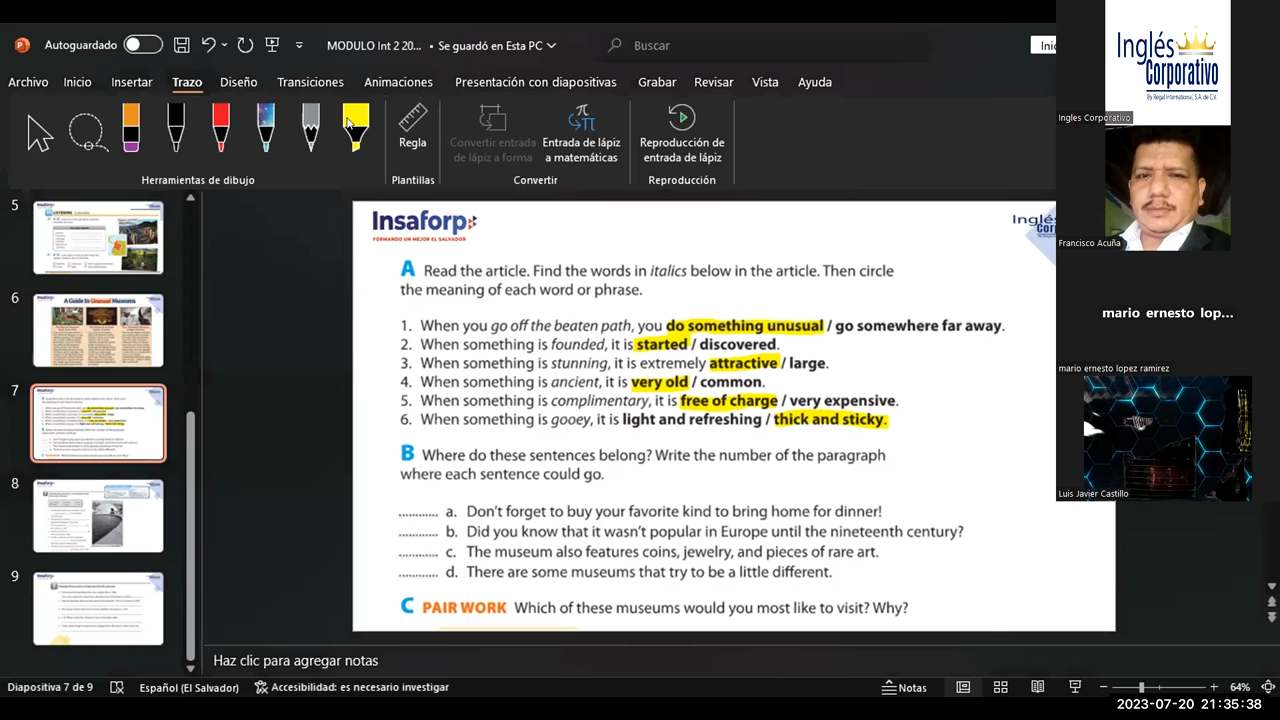 Autoguardado
MODULO Int 2 20... • Se guardó en Esta PC
Buscar
Archivo Inicio Insertar Trazo Diseño Transiciones Animaciones Presentación con diapositivas Grabar Revisar Vista Ayuda
Regla
Convertir entrada de lápiz a forma
Entrada de lápiz a matemáticas
Reproducción de entrada de lápiz
Herramientas de dibujo Plantillas Convertir Reproducción
5
6
A Guide to Unusual Museums
7
8
9
Insaforp
FORMANDO UN MEJOR EL SALVADOR
A Read the article. Find the words in italics below in the article. Then circle
the meaning of each word or phrase.
1. When you go off the beaten path, you do something unusual / go somewhere far away.
2. When something is founded, it is started / discovered.
3. When something is stunning, it is extremely attractive / large.
4. When something is ancient, it is very old / common.
5. When something is complimentary, it is free of charge / very expensive.
6. When something is gooey, it is light and refreshing / thick and sticky.
B Where do these sentences belong? Write the number of the paragraph
where each sentence could go.
........... a. Don't forget to buy your favorite kind to bring home for dinner!
........... b. Did you know that it wasn't popular in Europe until the nineteenth century?
........... c. The museum also features coins, jewelry, and pieces of rare art.
........... d. There are some museums that try to be a little different.
C PAIR WORK Which of these museums would you most like to visit? Why?
Haz clic para agregar notas
Diapositiva 7 de 9 Español (El Salvador) Accesibilidad: es necesario investigar Notas 64%
Inglés
Corporativo
By Regal International, S.A. de C.V.
Ingles Corporativo
Francisco Acuña
mario ernesto lop...
mario ernesto lopez ramirez
Luis Javier Castillo
2023-07-20 21:35:38